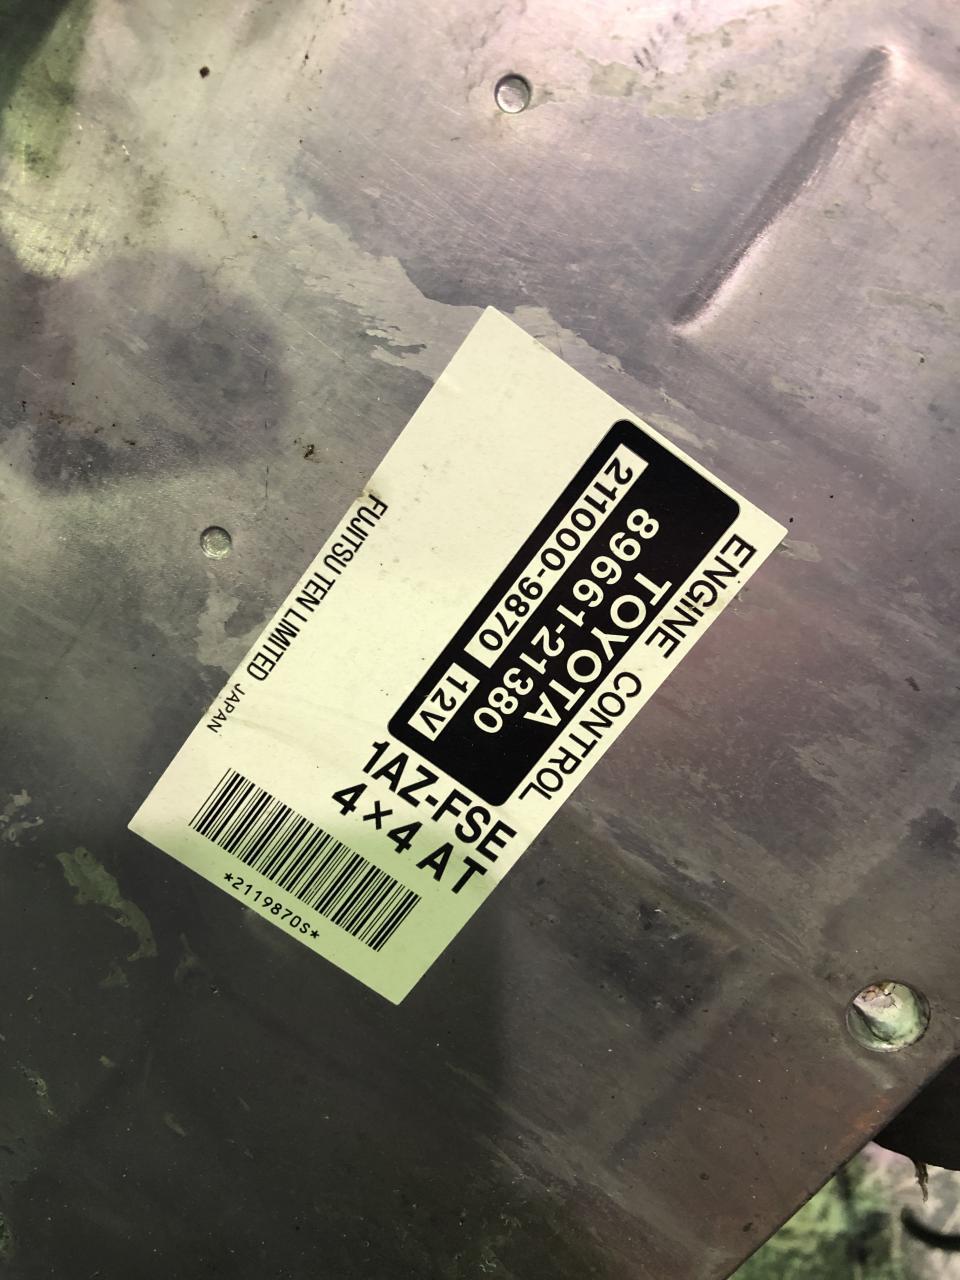 ENGINE CONTROL
TOYOTA
89661-21380
211000-9870 12V
1AZ-FSE
4×4 AT
FUJITSU TEN LIMITED JAPAN
*2119870S*